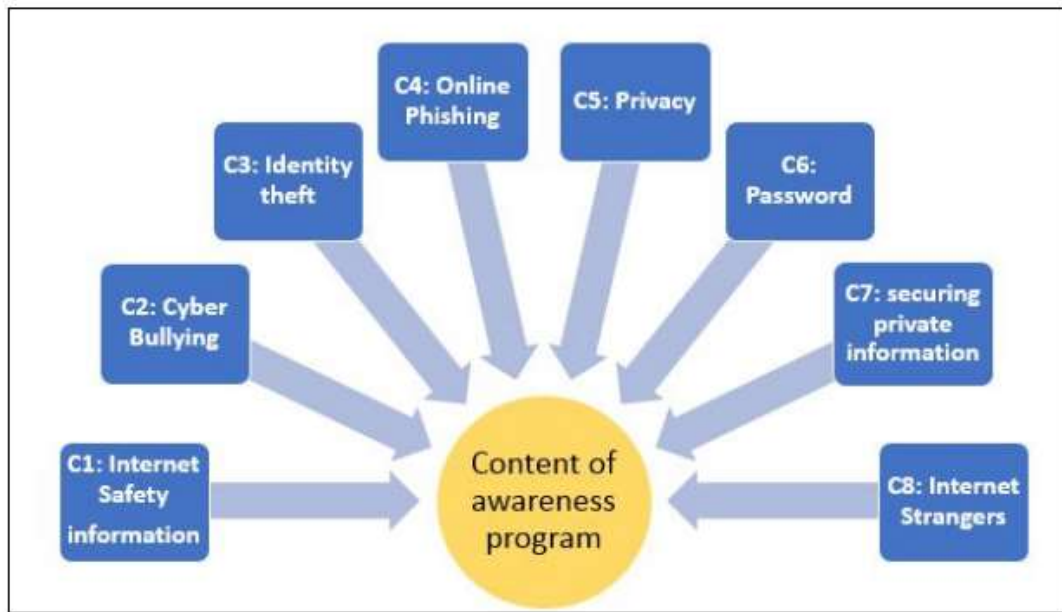 C1: Internet
Safety
information
C2: Cyber
Bullying
C3: Identity
theft
C4: Online
Phishing
C5: Privacy
C6:
Password
C7: securing
private
information
C8: Internet
Strangers
Content of
awareness
program